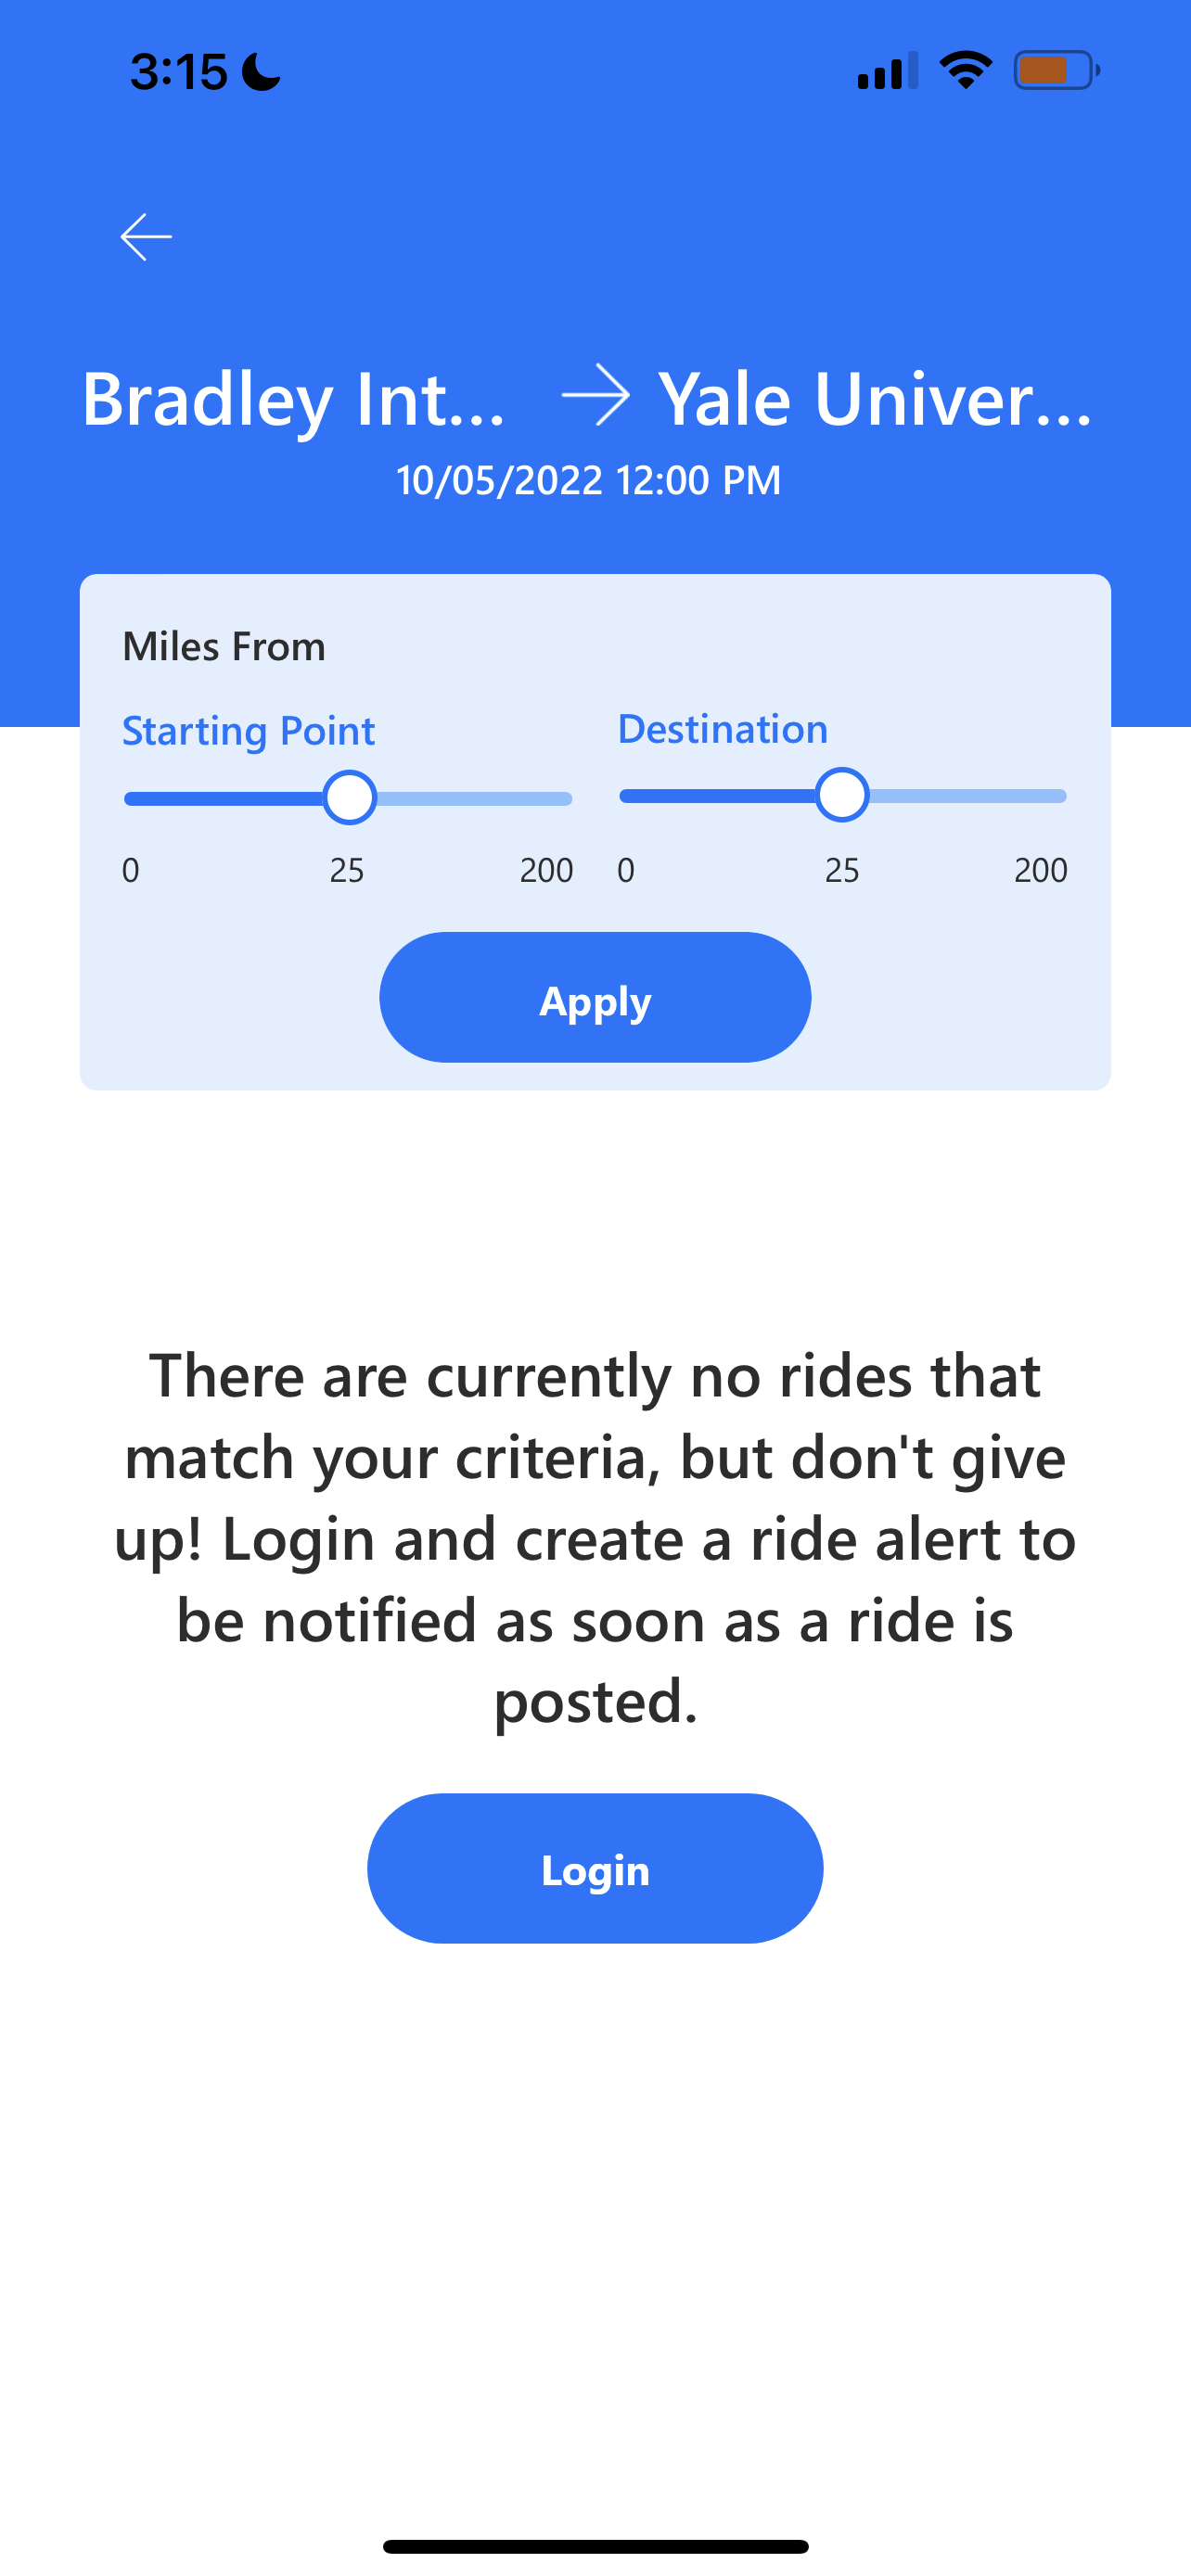 3:15
Bradley Int... Yale Univer...
10/05/2022 12:00 PM
Miles From
Starting Point Destination
0 25 200 0 25 200
Apply
There are currently no rides that
match your criteria, but don't give
up! Login and create a ride alert to
be notified as soon as a ride is
posted.
Login